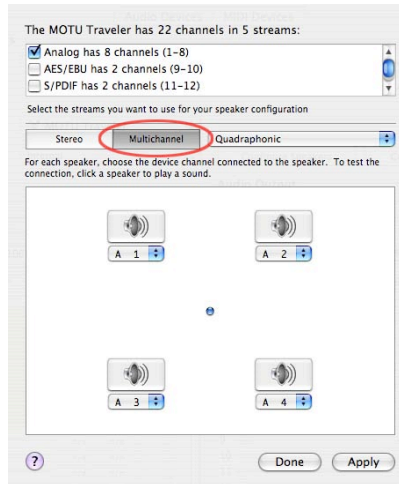 The MOTU Traveler has 22 channels in 5 streams:
Analog has 8 channels (1-8)
AES/EBU has 2 channels (9-10)
S/PDIF has 2 channels (11-12)
Select the streams you want to use for your speaker configuration
Stereo Multichannel Quadraphonic
For each speaker, choose the device channel connected to the speaker. To test the
connection, click a speaker to play a sound.
A 1 A 2
A 3 A 4
? Done Apply